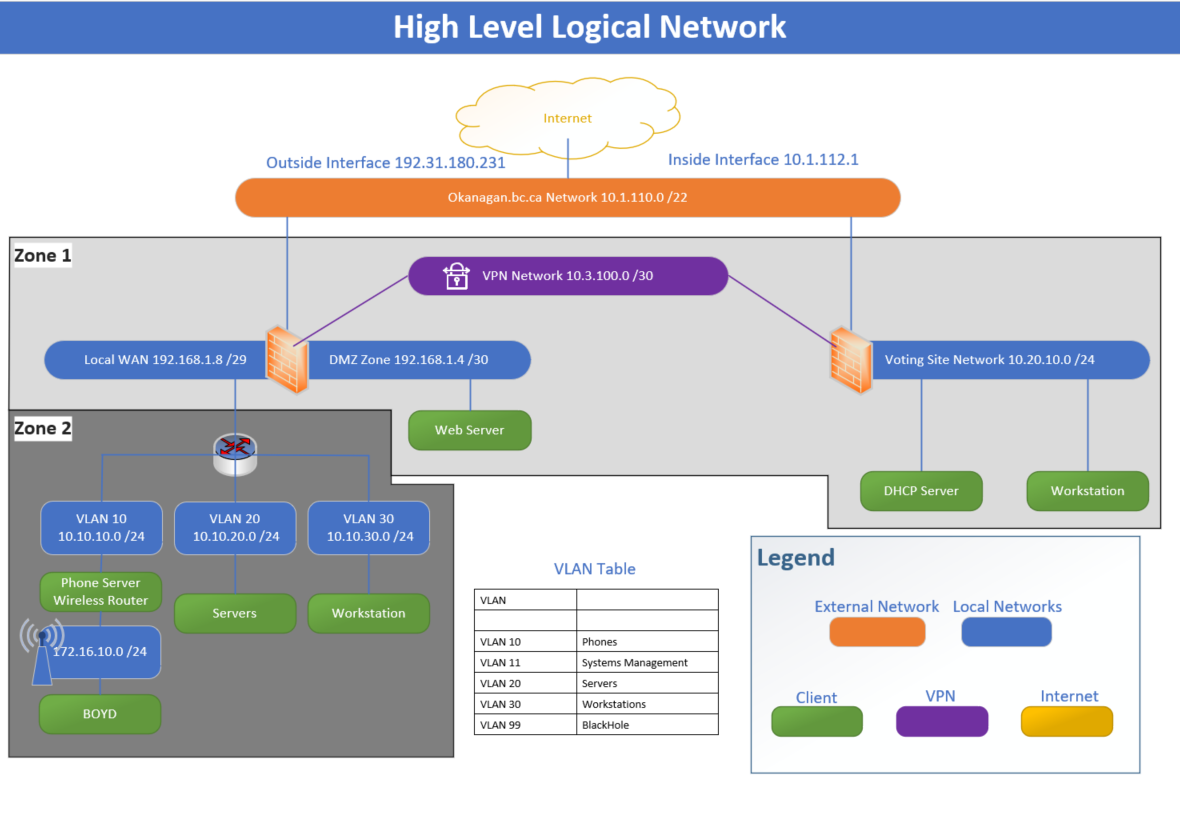 High Level Logical Network
Internet
Outside Interface 192.31.180.231
Inside Interface 10.1.112.1
Okanagan.bc.ca Network 10.1.110.0 /22
Zone 1
VPN Network 10.3.100.0 /30
Local WAN 192.168.1.8 /29
DMZ Zone 192.168.1.4 /30
Voting Site Network 10.20.10.0 /24
Web Server
DHCP Server
Workstation
Zone 2
VLAN 10
10.10.10.0 /24
VLAN 20
10.10.20.0 /24
VLAN 30
10.10.30.0 /24
Phone Server
Wireless Router
Servers
Workstation
172.16.10.0 /24
BOYD
VLAN Table
VLAN
VLAN 10 Phones
VLAN 11 Systems Management
VLAN 20 Servers
VLAN 30 Workstations
VLAN 99 BlackHole
Legend
External Network
Local Networks
Client
VPN
Internet